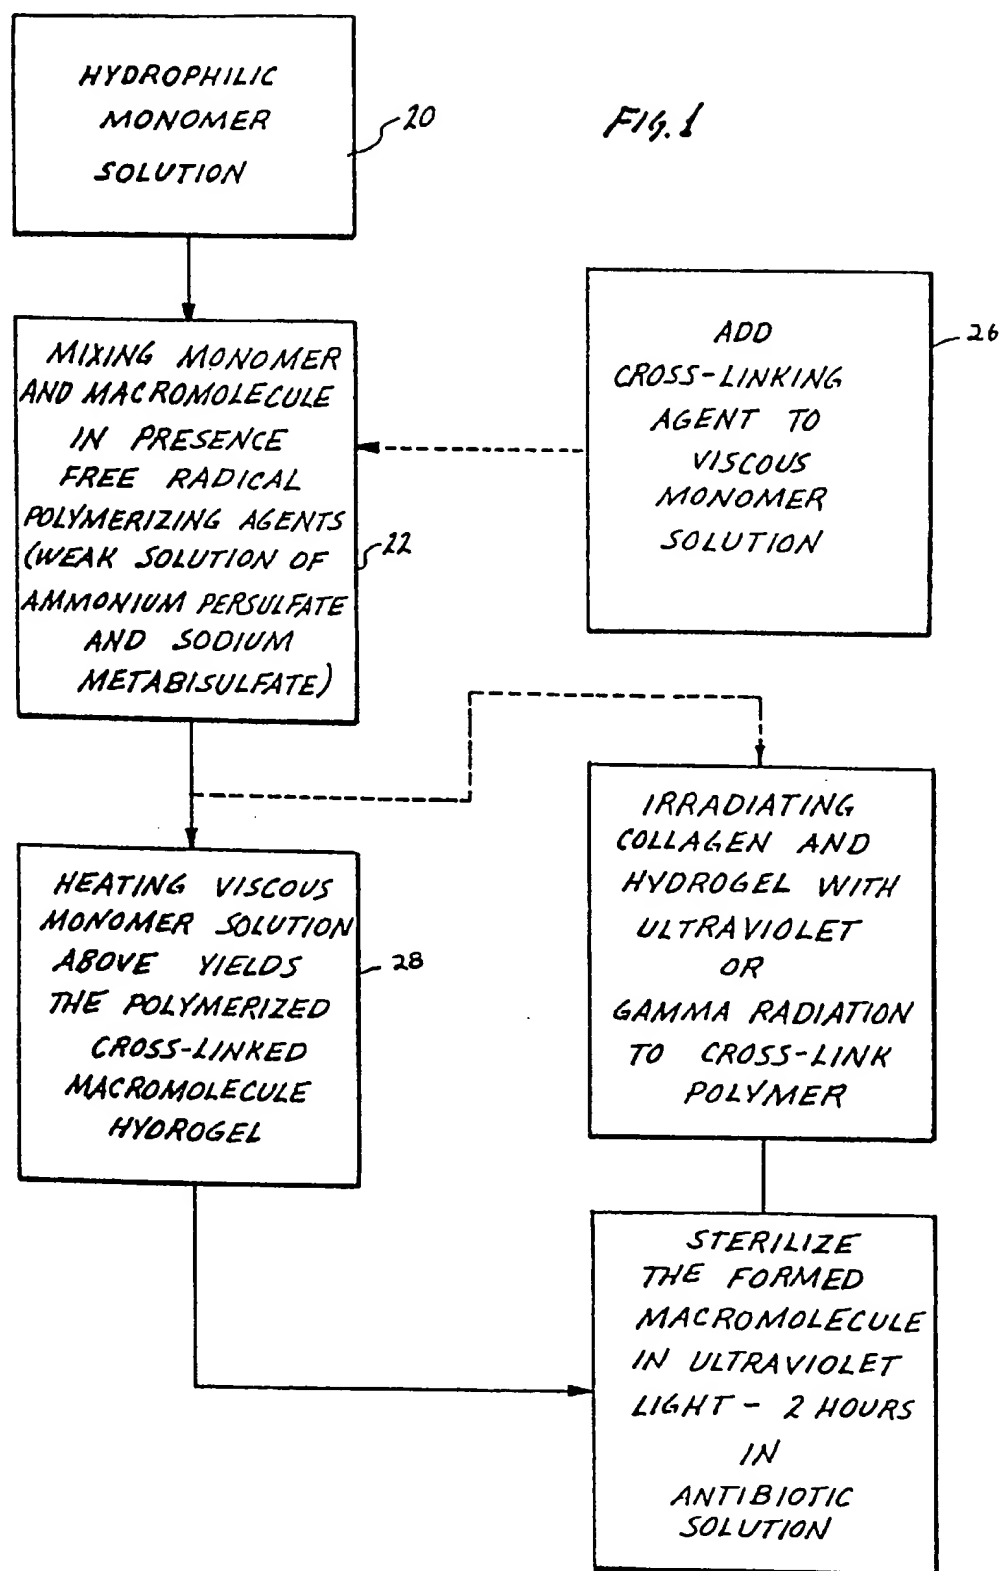 HYDROPHILIC
MONOMER
SOLUTION
20
FIG. 1
MIXING MONOMER
AND MACROMOLECULE
IN PRESENCE
FREE RADICAL
POLYMERIZING AGENTS
(WEAK SOLUTION OF
AMMONIUM PERSULFATE
AND SODIUM
METABISULFATE)
22
ADD
CROSS-LINKING
AGENT TO
VISCOUS
MONOMER
SOLUTION
26
HEATING VISCOUS
MONOMER SOLUTION
ABOVE YIELDS
THE POLYMERIZED
CROSS-LINKED
MACROMOLECULE
HYDROGEL
28
IRRADIATING
COLLAGEN AND
HYDROGEL WITH
ULTRAVIOLET
OR
GAMMA RADIATION
TO CROSS-LINK
POLYMER
STERILIZE
THE FORMED
MACROMOLECULE
IN ULTRAVIOLET
LIGHT - 2 HOURS
IN
ANTIBIOTIC
SOLUTION